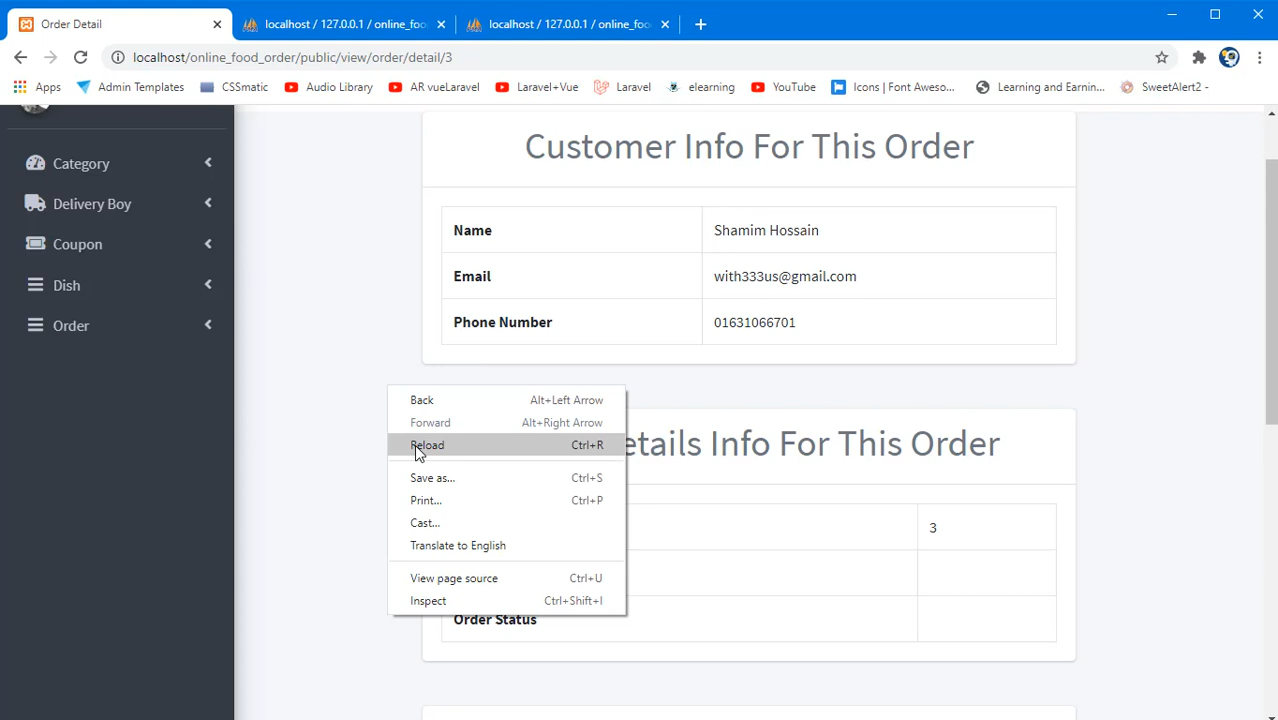 Order Detail
localhost / 127.0.0.1 / online_foo
localhost / 127.0.0.1 / online_foo
localhost/online_food_order/public/view/order/detail/3
Apps
Admin Templates
CSSmatic
Audio Library
AR vueLaravel
Laravel+Vue
Laravel
elearning
YouTube
Icons | Font Aweso...
Learning and Earnin...
SweetAlert2 -
Category
Delivery Boy
Coupon
Dish
Order
Customer Info For This Order
Name Shamim Hossain
Email with333us@gmail.com
Phone Number 01631066701
Back Alt+Left Arrow
Forward Alt+Right Arrow
Reload Ctrl+R
Save as... Ctrl+S
Print... Ctrl+P
Cast...
Translate to English
View page source Ctrl+U
Inspect Ctrl+Shift+I
etails Info For This Order
3
Order Status